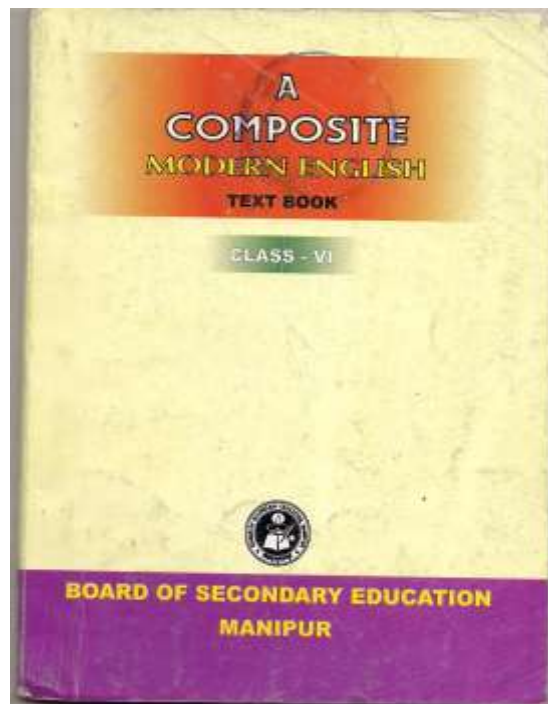 A
COMPOSITE
MODERN ENGLISH
TEXT BOOK
CLASS - VI
BOARD OF SECONDARY EDUCATION
MANIPUR